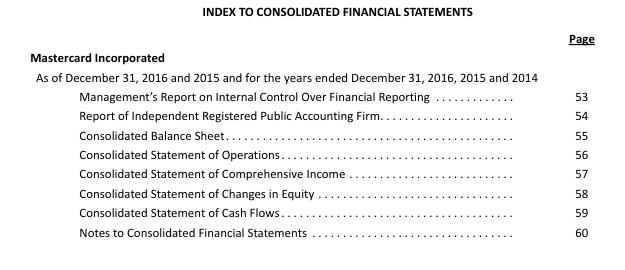 INDEX TO CONSOLIDATED FINANCIAL STATEMENTS
Page
Mastercard Incorporated
As of December 31, 2016 and 2015 and for the years ended December 31, 2016, 2015 and 2014
Management’s Report on Internal Control Over Financial Reporting . . . . . . . . . . . . . 53
Report of Independent Registered Public Accounting Firm. . . . . . . . . . . . . . . . . . . . . 54
Consolidated Balance Sheet. . . . . . . . . . . . . . . . . . . . . . . . . . . . . . . . . . . . . . . . . . . . . 55
Consolidated Statement of Operations. . . . . . . . . . . . . . . . . . . . . . . . . . . . . . . . . . . . 56
Consolidated Statement of Comprehensive Income . . . . . . . . . . . . . . . . . . . . . . . . . . 57
Consolidated Statement of Changes in Equity . . . . . . . . . . . . . . . . . . . . . . . . . . . . . . . 58
Consolidated Statement of Cash Flows. . . . . . . . . . . . . . . . . . . . . . . . . . . . . . . . . . . . 59
Notes to Consolidated Financial Statements . . . . . . . . . . . . . . . . . . . . . . . . . . . . . . . 60